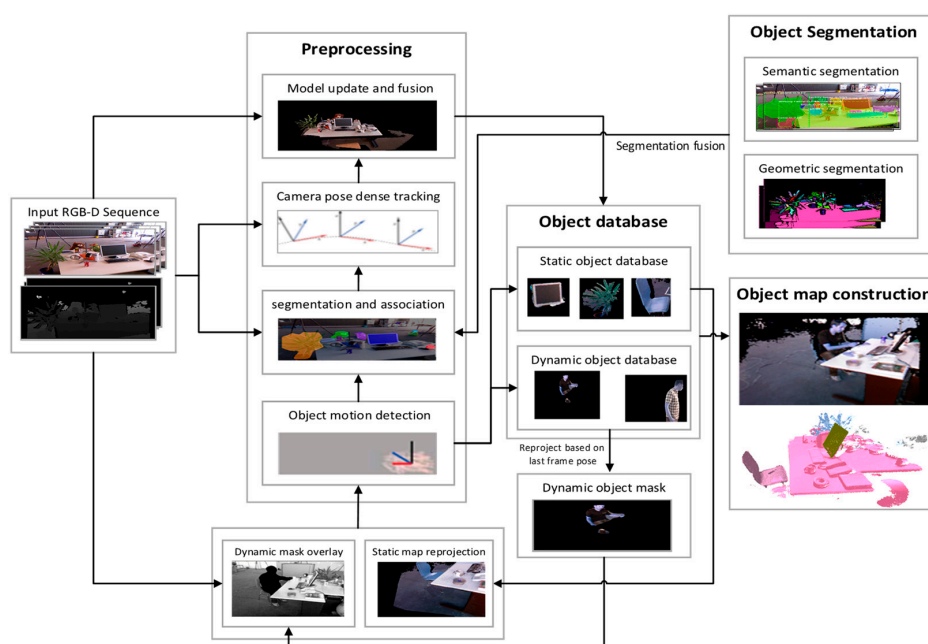 Preprocessing
Model update and fusion
Camera pose dense tracking
segmentation and association
Object motion detection
Input RGB-D Sequence
Dynamic mask overlay
Static map reprojection
Object database
Static object database
Dynamic object database
Reproject based on
last frame pose
Dynamic object mask
Object Segmentation
Semantic segmentation
Geometric segmentation
Segmentation fusion
Object map construction